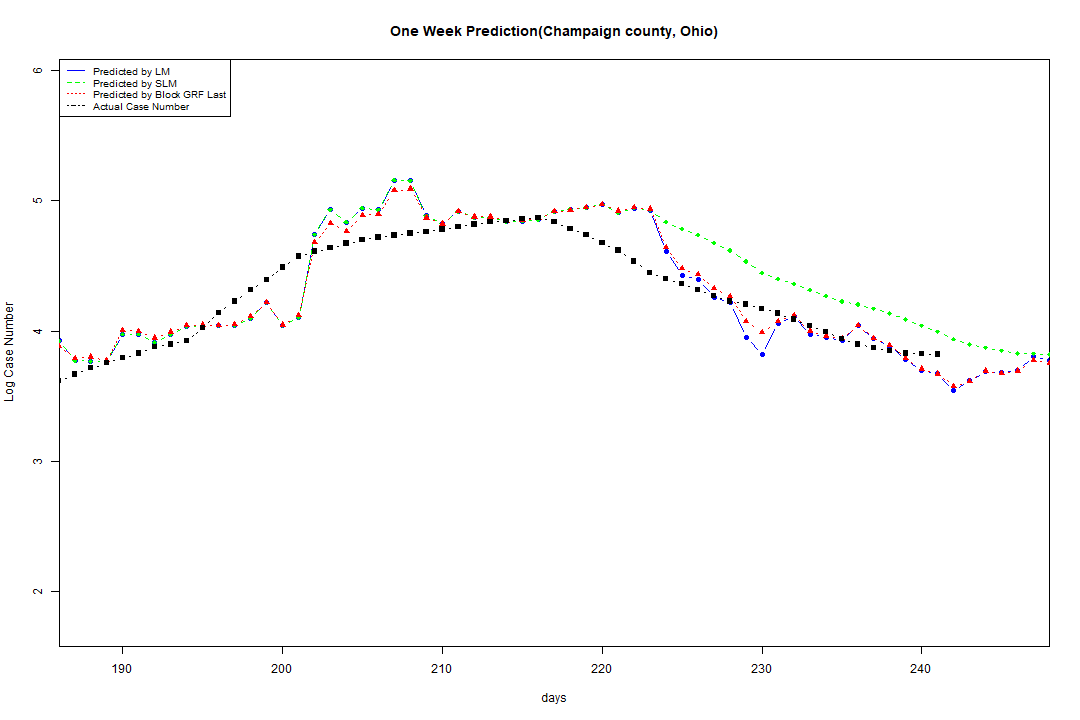 One Week Prediction(Champaign county, Ohio)
Predicted by LM
Predicted by SLM
Predicted by Block GRF Last
Actual Case Number
6
5
4
3
2
Log Case Number
190 200 210 220 230 240
days